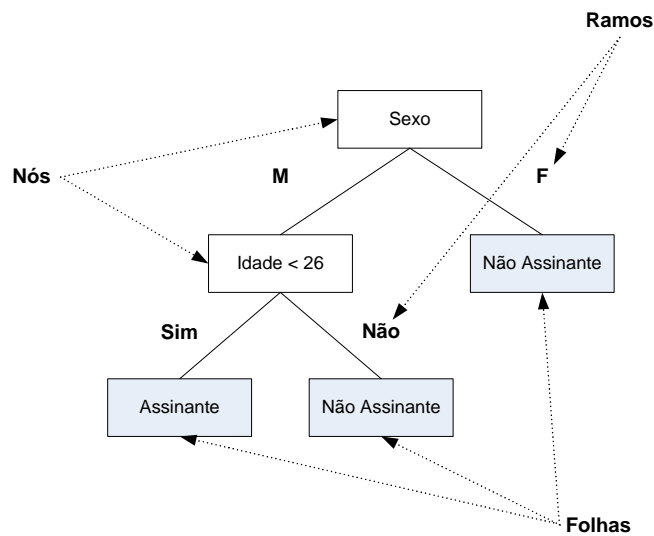 Ramos
Sexo
Nós
M
F
Idade < 26
Não Assinante
Sim
Não
Assinante
Não Assinante
Folhas